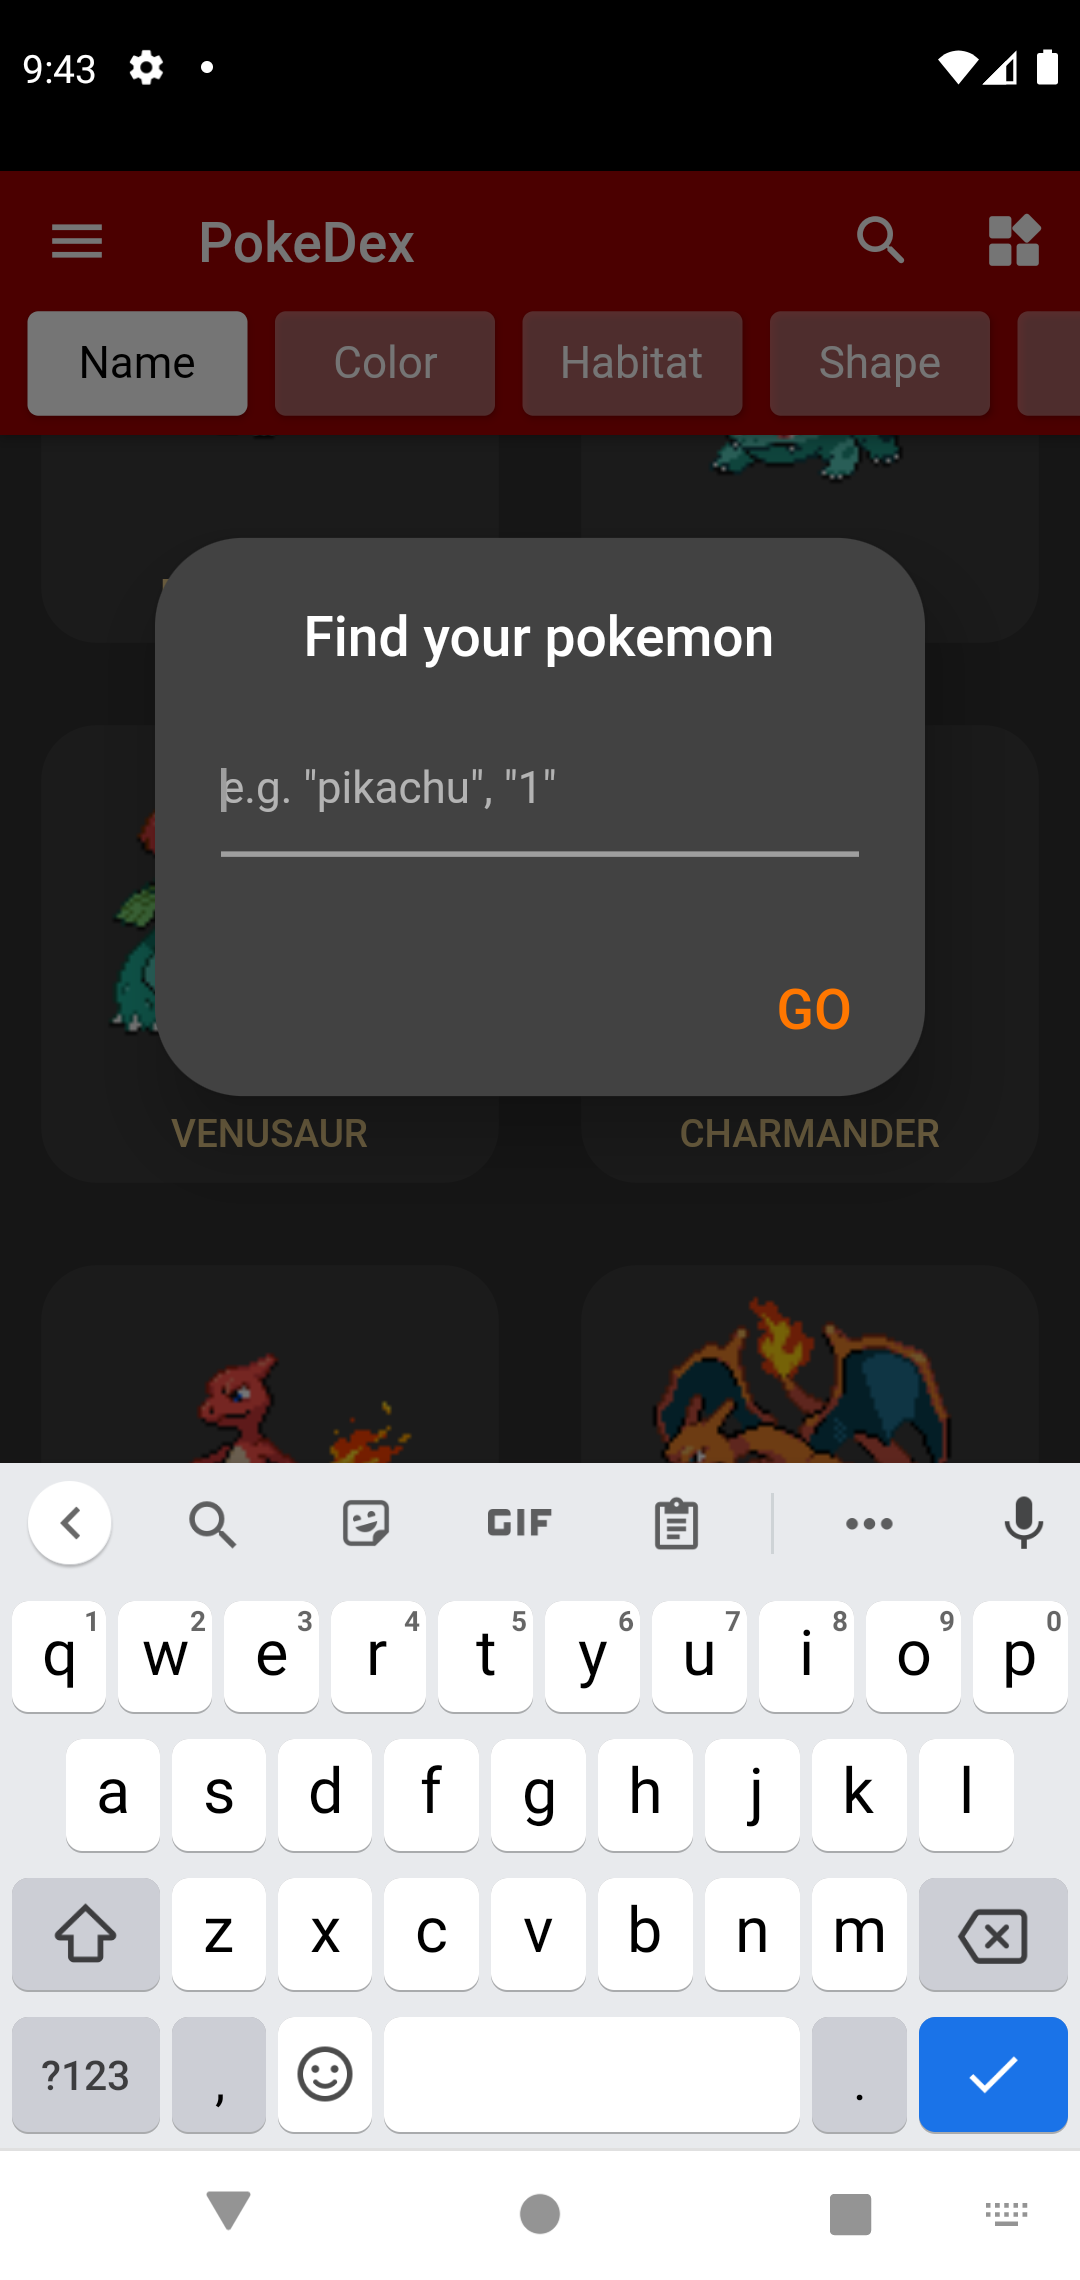 9:43
PokeDex
Name Color Habitat Shape
Find your pokemon
e.g. "pikachu", "1"
GO
VENUSAUR CHARMANDER
GIF
q 1 w 2 e 3 r 4 t 5 y 6 u 7 i 8 o 9 p 0
a s d f g h j k l
z x c v b n m
?123 , .